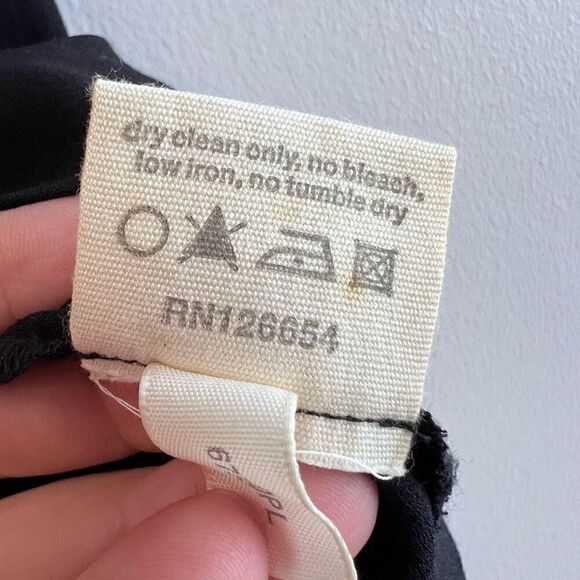 dry clean only, no bleach,
low iron, no tumble dry
RN126654